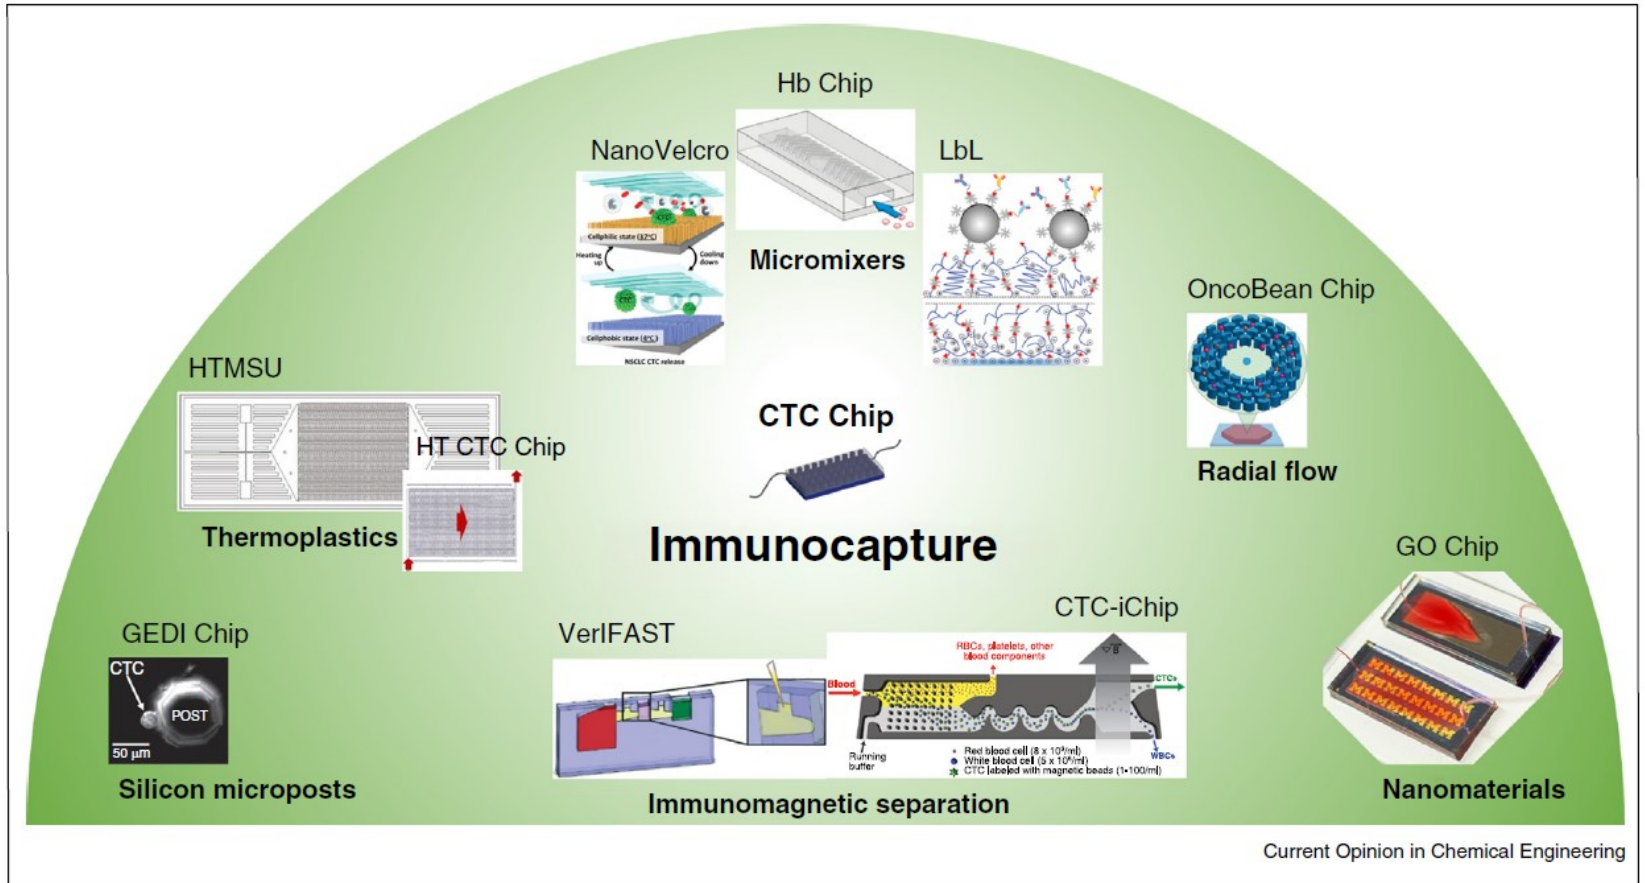 Hb Chip
NanoVelcro
LbL
Cellphilic state (37°C)
Heating up
Cooling down
CTC
Cellphobic state (4°C)
NSCLC CTC release
Micromixers
OncoBean Chip
Radial flow
HTMSU
HT CTC Chip
Thermoplastics
CTC Chip
Immunocapture
GO Chip
Nanomaterials
GEDI Chip
CTC
POST
50 μm
Silicon microposts
VerIFAST
CTC-iChip
RBCs, platelets, other
blood components
B
Blood
CTCs
Running
buffer
WBCs
Red blood cell (8 x 10⁹/ml)
White blood cell (5 x 10⁶/ml)
CTC labeled with magnetic beads (1•100/ml)
Immunomagnetic separation
Current Opinion in Chemical Engineering